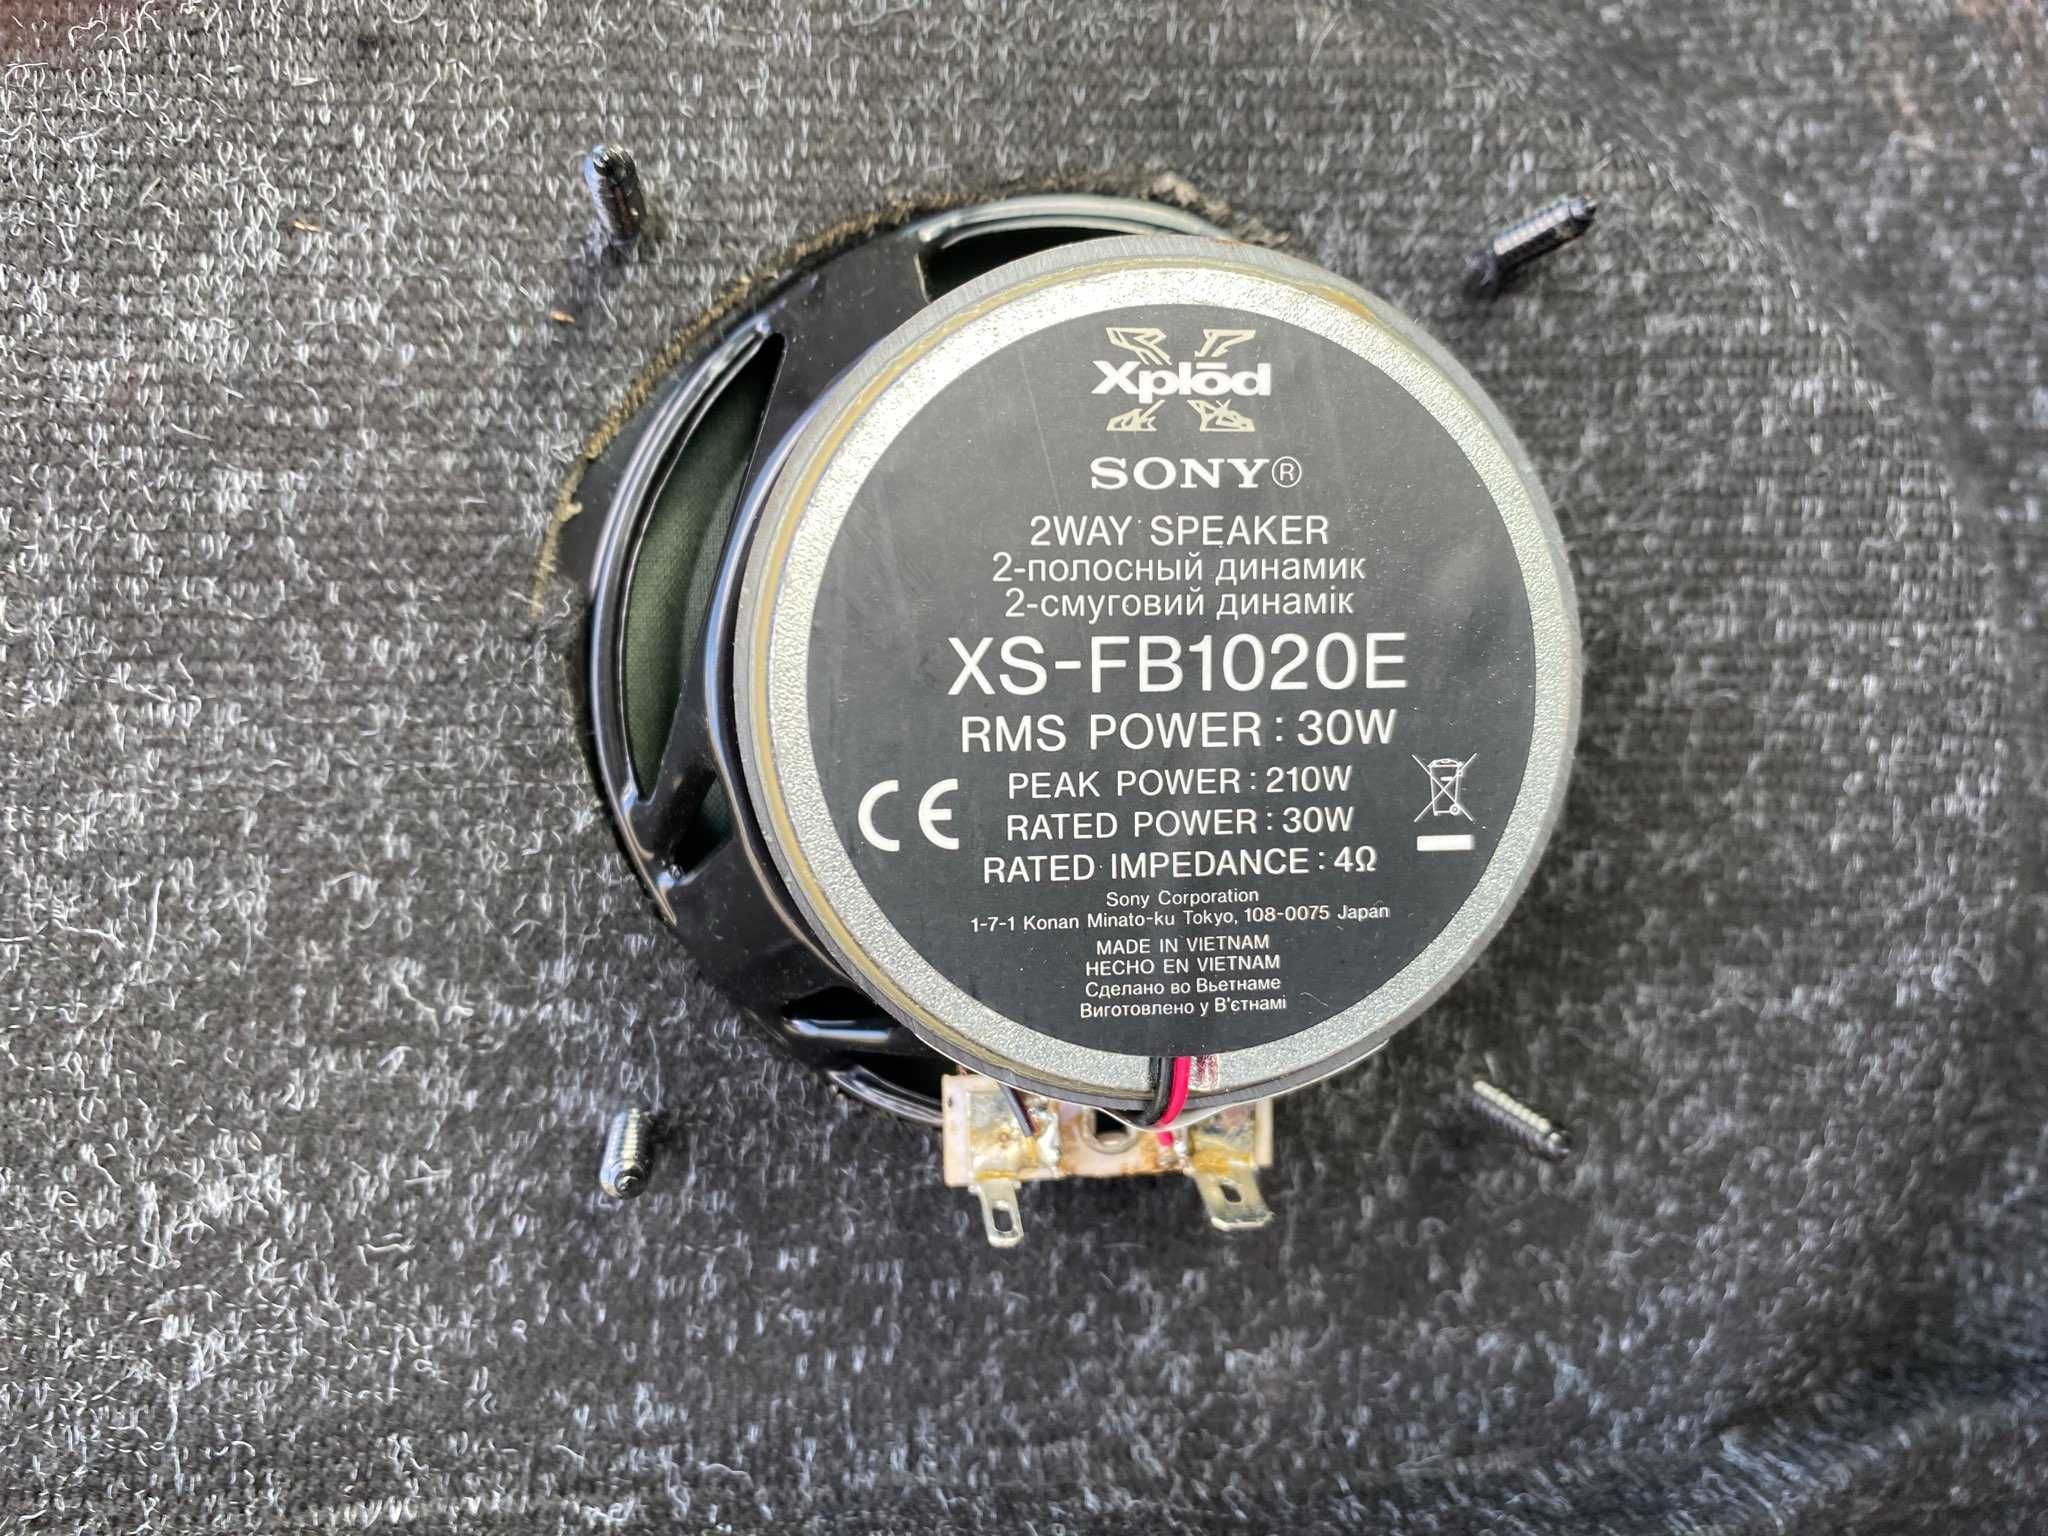 Xplōd
SONY®
2WAY SPEAKER
2-полосный динамик
2-смуговий динамік
XS-FB1020E
RMS POWER : 30W
PEAK POWER : 210W
RATED POWER : 30W
RATED IMPEDANCE : 4Ω
CE
Sony Corporation
1-7-1 Konan Minato-ku Tokyo, 108-0075 Japan
MADE IN VIETNAM
HECHO EN VIETNAM
Сделано во Вьетнаме
Виготовлено у В'єтнамі